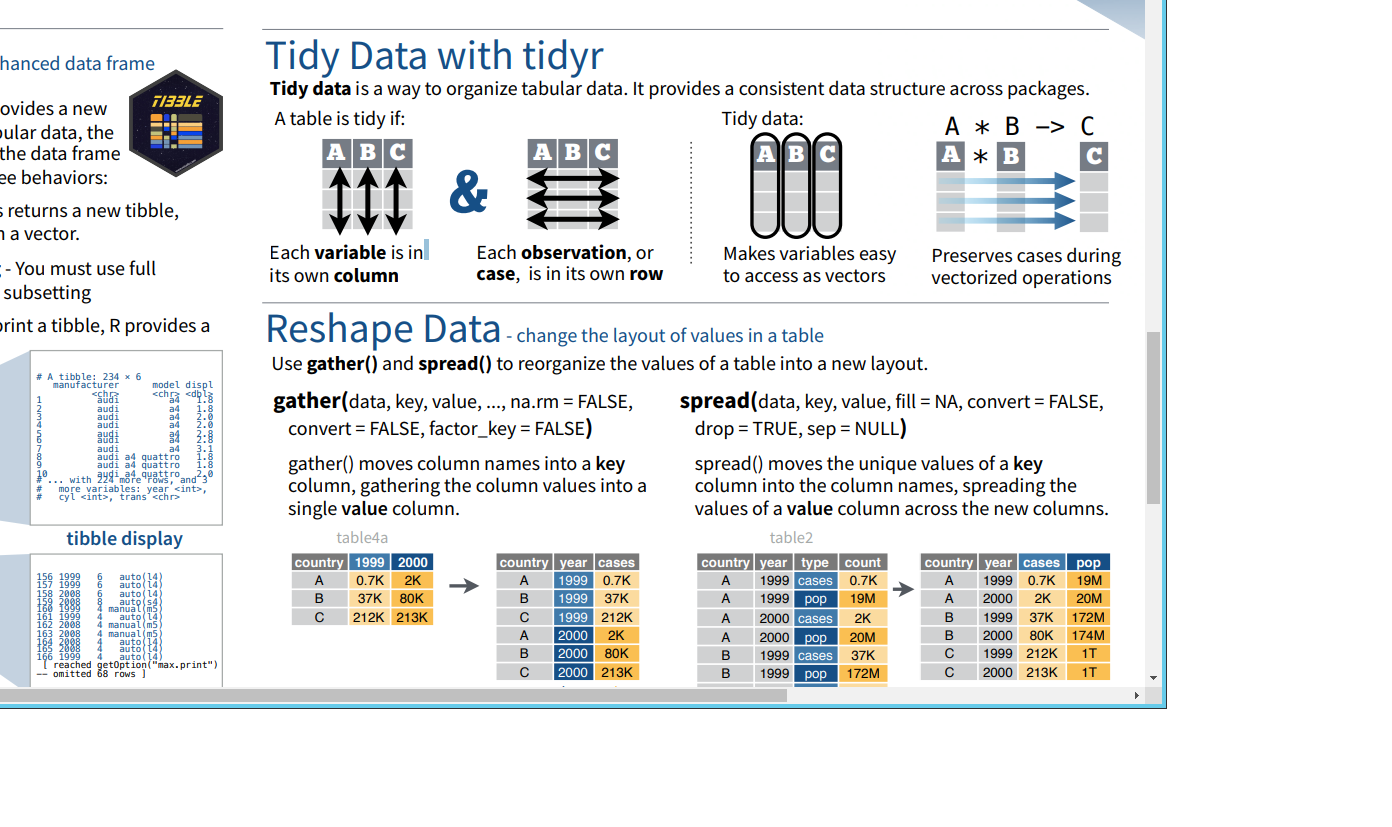 hanced data frame
TIBBLE
ovides a new
bular data, the
the data frame
ee behaviors:
s returns a new tibble,
n a vector.
- You must use full
subsetting
print a tibble, R provides a
# A tibble: 234 × 6
manufacturer model displ
<chr> <chr> <dbl>
1 audi a4 1.8
2 audi a4 1.8
3 audi a4 2.0
4 audi a4 2.0
5 audi a4 2.8
6 audi a4 2.8
7 audi a4 3.1
8 audi a4 quattro 1.8
9 audi a4 quattro 1.8
10 audi a4 quattro 2.0
# ... with 224 more rows, and 3
# more variables: year <int>,
# cyl <int>, trans <chr>
tibble display
156 1999 6 auto(l4)
157 1999 6 auto(l4)
158 2008 6 auto(l4)
159 2008 8 auto(s4)
160 1999 4 manual(m5)
161 1999 4 auto(l4)
162 2008 4 manual(m5)
163 2008 4 manual(m5)
164 2008 4 auto(l4)
165 2008 4 auto(l4)
166 1999 4 auto(l4)
[ reached getOption("max.print")
-- omitted 68 rows ]
Tidy Data with tidyr
Tidy data is a way to organize tabular data. It provides a consistent data structure across packages.
A table is tidy if:
A B C
&
A B C
Each variable is in
its own column
Each observation, or
case, is in its own row
Tidy data:
A B C
Makes variables easy
to access as vectors
A * B -> C
A * B C
Preserves cases during
vectorized operations
Reshape Data - change the layout of values in a table
Use gather() and spread() to reorganize the values of a table into a new layout.
gather(data, key, value, ..., na.rm = FALSE,
convert = FALSE, factor_key = FALSE)
gather() moves column names into a key
column, gathering the column values into a
single value column.
table4a
country 1999 2000
A 0.7K 2K
B 37K 80K
C 212K 213K
country year cases
A 1999 0.7K
B 1999 37K
C 1999 212K
A 2000 2K
B 2000 80K
C 2000 213K
spread(data, key, value, fill = NA, convert = FALSE,
drop = TRUE, sep = NULL)
spread() moves the unique values of a key
column into the column names, spreading the
values of a value column across the new columns.
table2
country year type count
A 1999 cases 0.7K
A 1999 pop 19M
A 2000 cases 2K
A 2000 pop 20M
B 1999 cases 37K
B 1999 pop 172M
country year cases pop
A 1999 0.7K 19M
A 2000 2K 20M
B 1999 37K 172M
B 2000 80K 174M
C 1999 212K 1T
C 2000 213K 1T